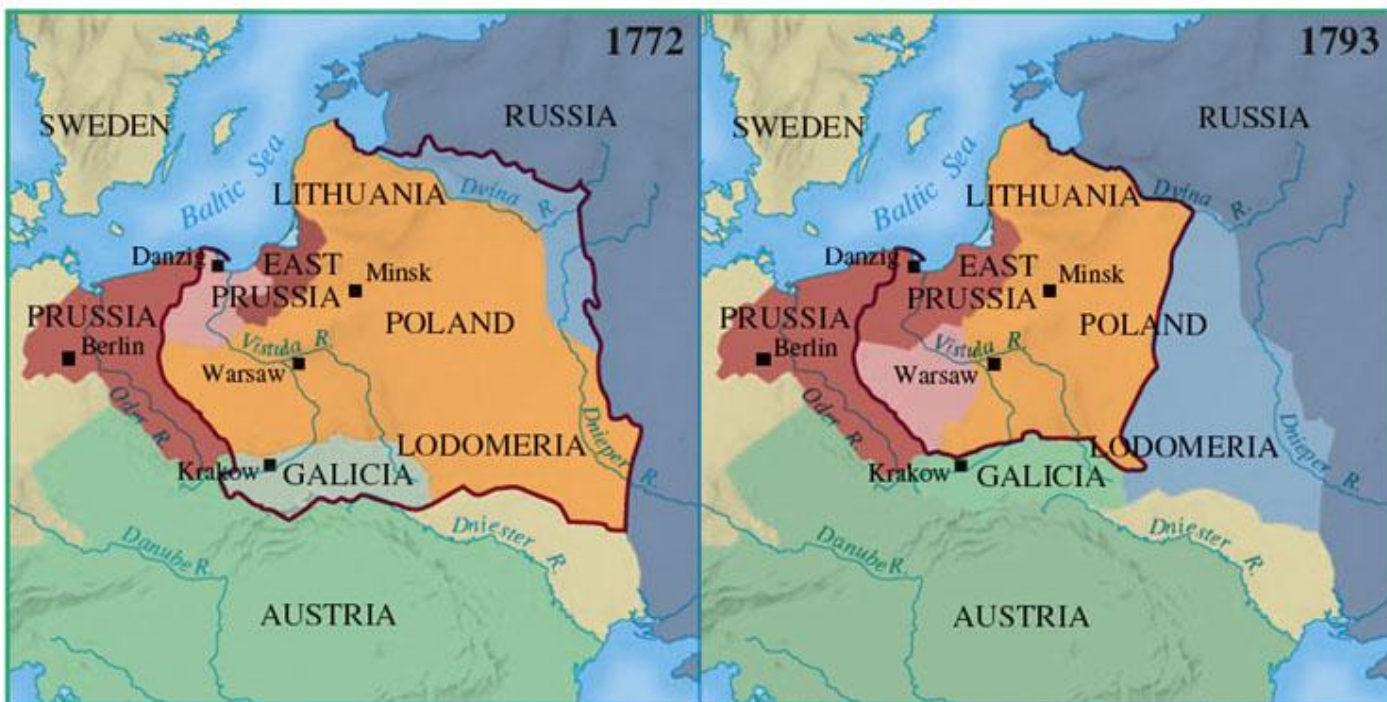 1772
SWEDEN
RUSSIA
Baltic Sea
LITHUANIA
Dvina R.
Danzig
EAST
PRUSSIA
Minsk
PRUSSIA
Berlin
POLAND
Vistula R.
Warsaw
Oder R.
LODOMERIA
Dnieper R.
Krakow
GALICIA
Dniester R.
Danube R.
AUSTRIA
1793
SWEDEN
RUSSIA
Baltic Sea
LITHUANIA
Dvina R.
Danzig
EAST
PRUSSIA
Minsk
PRUSSIA
Berlin
POLAND
Vistula R.
Warsaw
Oder R.
LODOMERIA
Dnieper R.
Krakow
GALICIA
Dniester R.
Danube R.
AUSTRIA